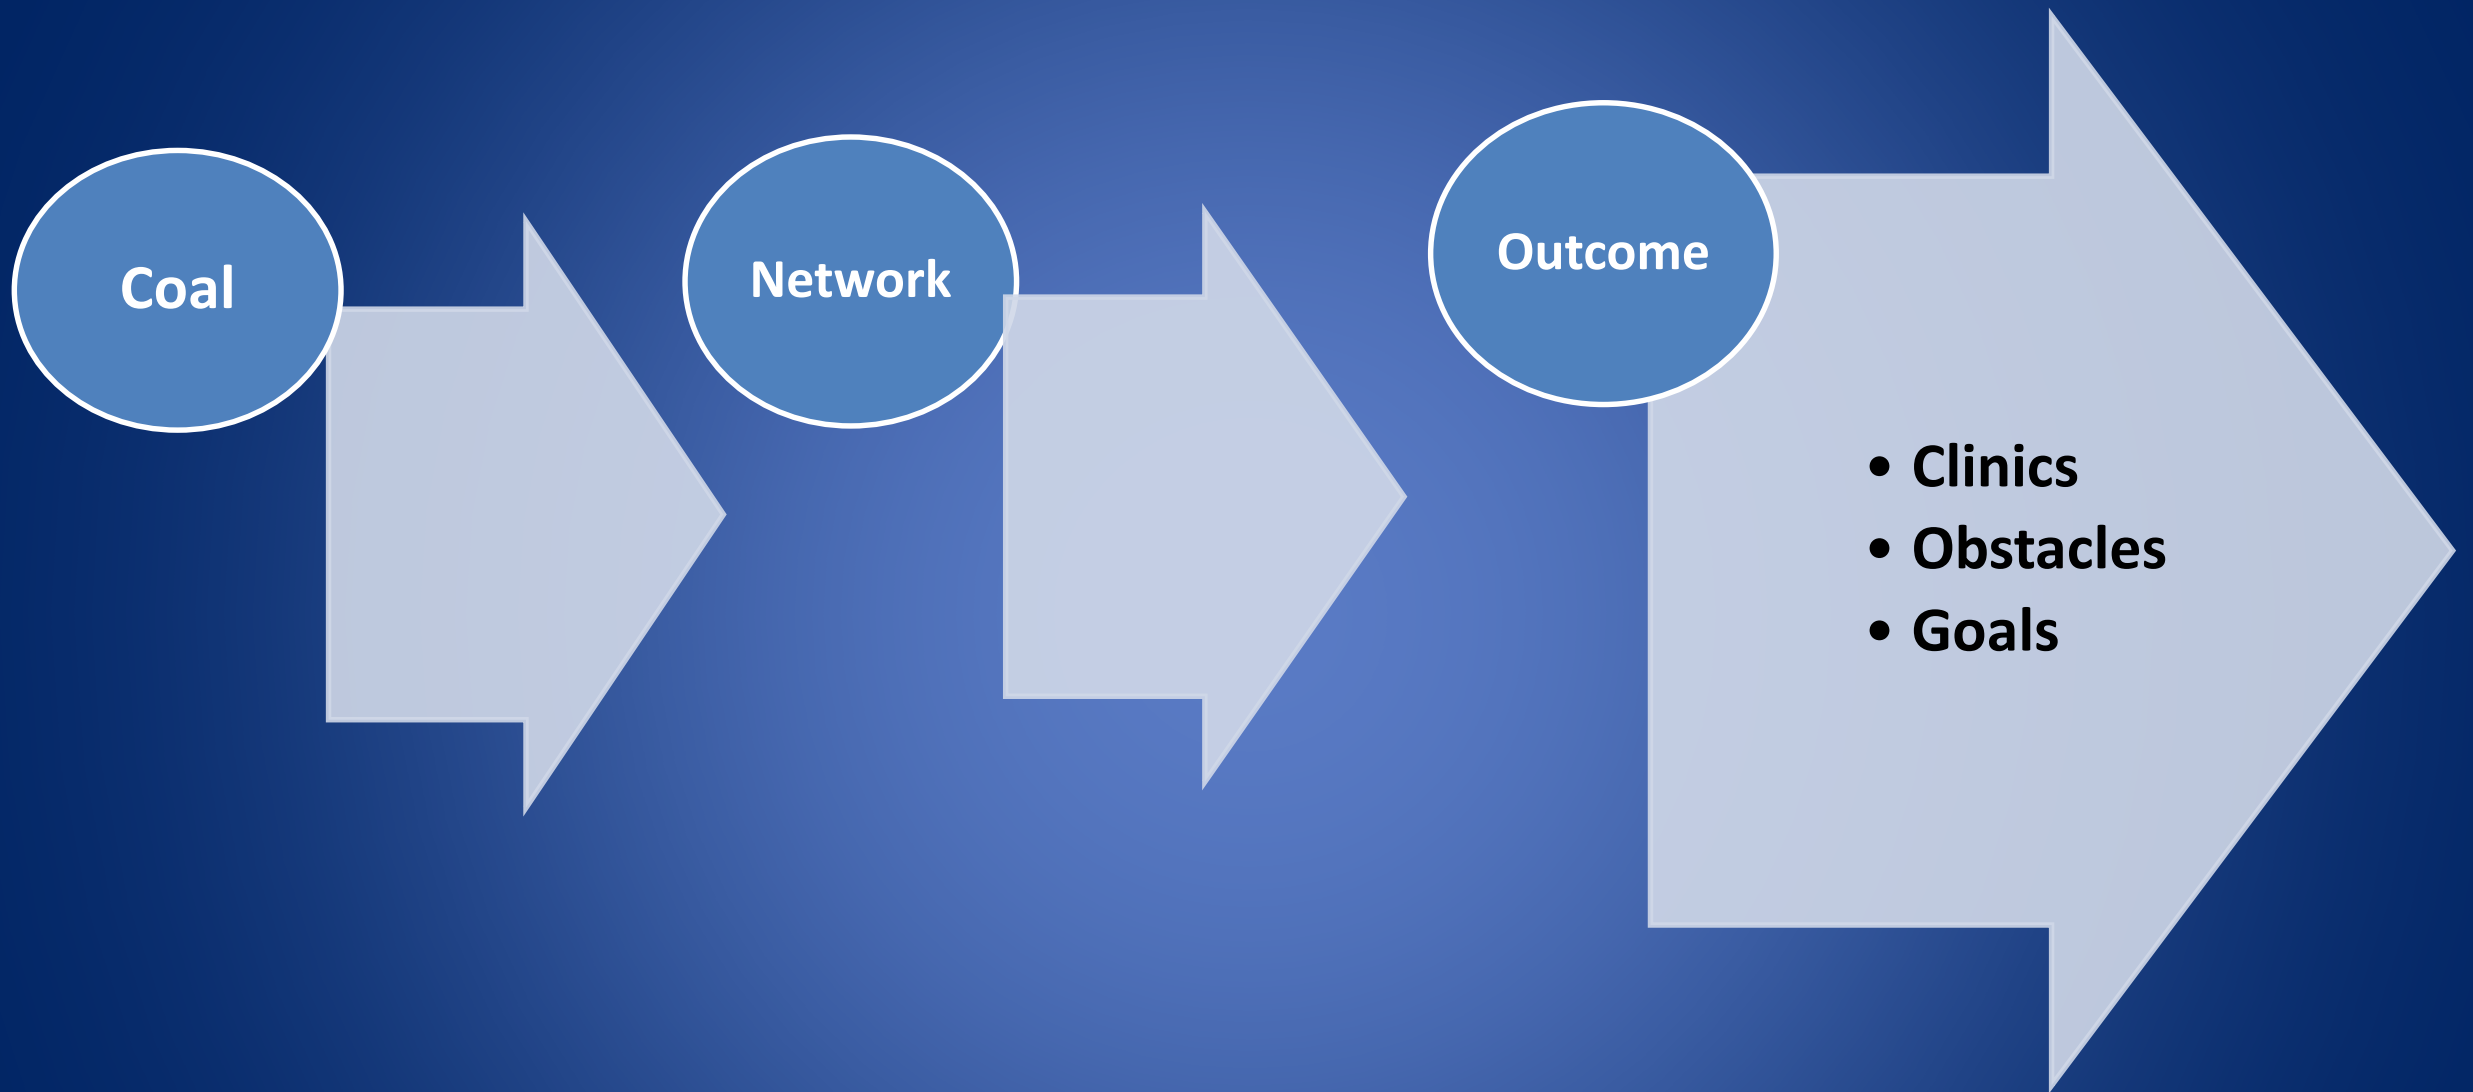 Coal
Network
Outcome
• Clinics
• Obstacles
• Goals